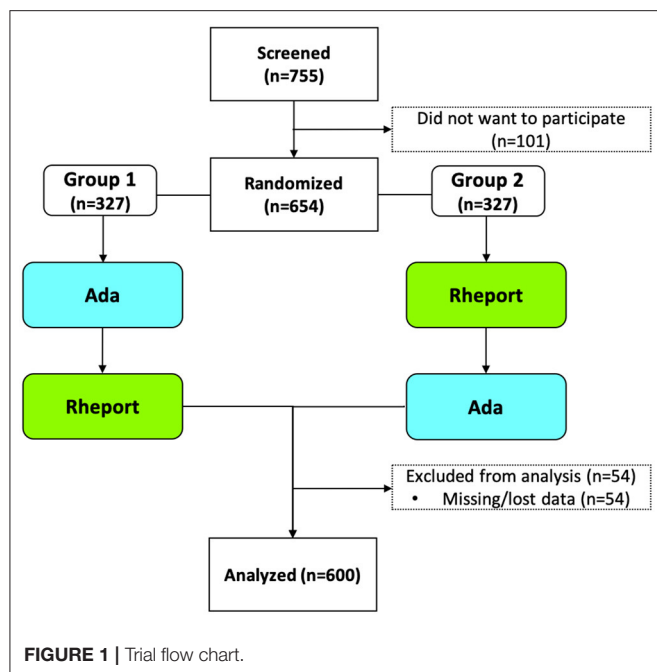 Screened
(n=755)
Did not want to participate
(n=101)
Group 1
(n=327)
Randomized
(n=654)
Group 2
(n=327)
Ada
Rheport
Rheport
Ada
Excluded from analysis (n=54)
• Missing/lost data (n=54)
Analyzed (n=600)
FIGURE 1 | Trial flow chart.